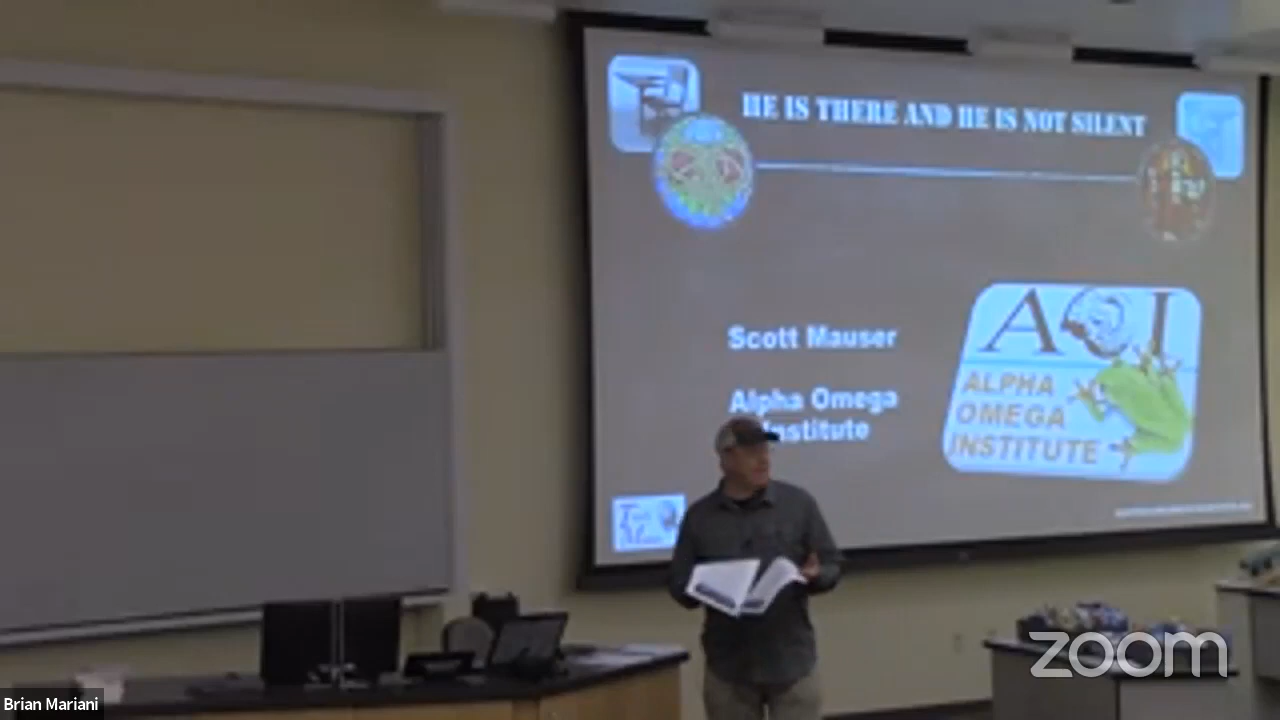 HE IS THERE AND HE IS NOT SILENT
Scott Mauser
Alpha Omega
Institute
AOI
ALPHA
OMEGA
INSTITUTE
zoom
Brian Mariani